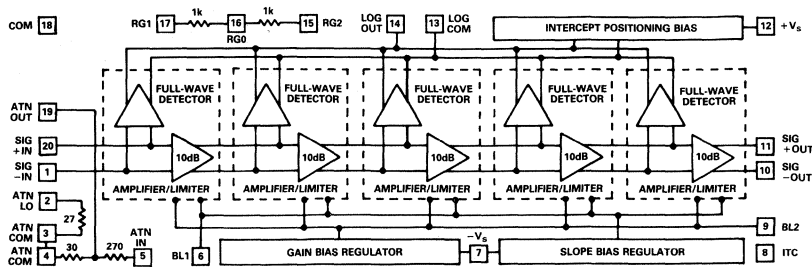 COM 18
RG1 17
1k
16
RG0
1k
15 RG2
LOG OUT 14
13 LOG COM
INTERCEPT POSITIONING BIAS
12 +VS
FULL-WAVE DETECTOR
FULL-WAVE DETECTOR
FULL-WAVE DETECTOR
FULL-WAVE DETECTOR
FULL-WAVE DETECTOR
ATN OUT 19
SIG +IN 20
SIG –IN 1
10dB
10dB
10dB
10dB
10dB
11 SIG +OUT
10 SIG –OUT
AMPLIFIER/LIMITER
AMPLIFIER/LIMITER
AMPLIFIER/LIMITER
AMPLIFIER/LIMITER
AMPLIFIER/LIMITER
ATN LO 2
27
ATN COM 3
ATN COM 4
30
270
ATN IN
5
BL1 6
GAIN BIAS REGULATOR
–VS
7
SLOPE BIAS REGULATOR
9 BL2
8 ITC